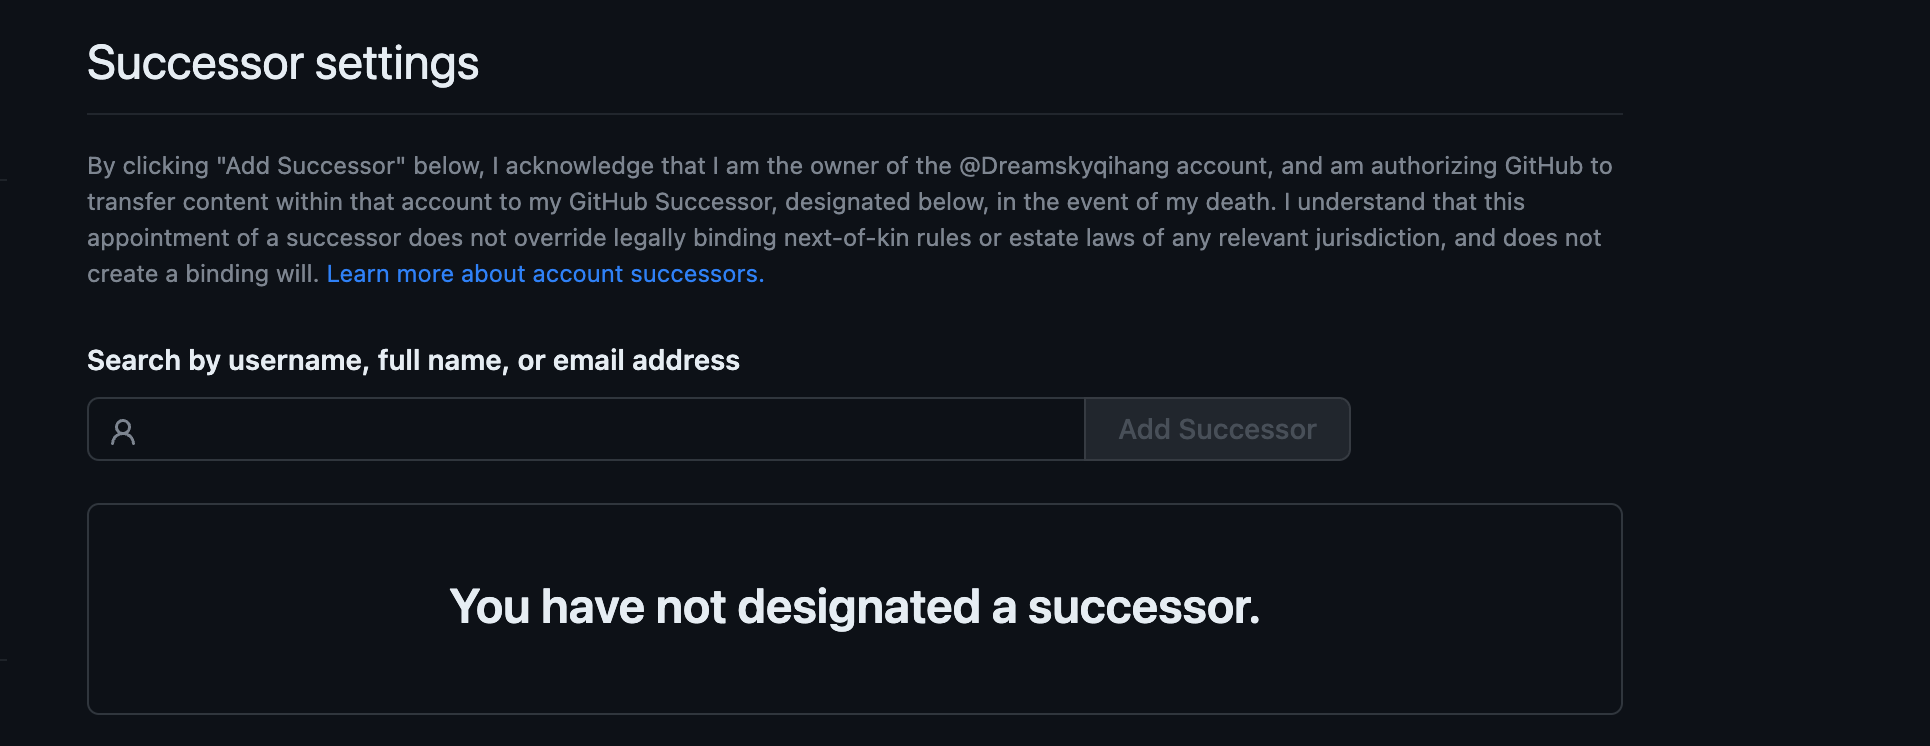 Successor settings
By clicking "Add Successor" below, I acknowledge that I am the owner of the @Dreamskyqihang account, and am authorizing GitHub to
transfer content within that account to my GitHub Successor, designated below, in the event of my death. I understand that this
appointment of a successor does not override legally binding next-of-kin rules or estate laws of any relevant jurisdiction, and does not
create a binding will. Learn more about account successors.
Search by username, full name, or email address
Add Successor
You have not designated a successor.